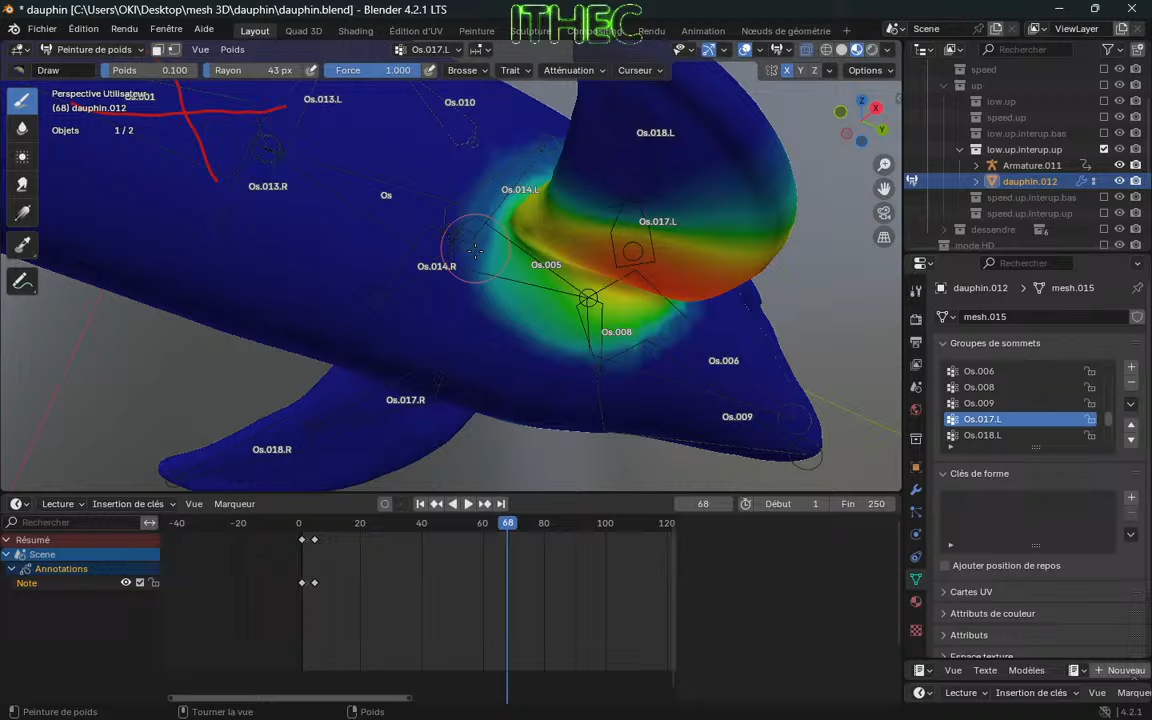 * dauphin [C:\Users\OKI\Desktop\mesh 3D\dauphin\dauphin.blend] - Blender 4.2.1 LTS
ITHEC
Fichier Édition Rendu Fenêtre Aide Layout Quad 3D Shading Édition d'UV Peinture Animation Nœuds de géométrie Scene ViewLayer
Peinture de poids Vue Poids Os.017.L Rechercher
Draw Poids 0.100 Rayon 43 px Force 1.000 Brosse Trait Atténuation Curseur X Y Z Options
Perspective Utilisateur
(68) dauphin.012
Objets 1 / 2
Os.013.L
Os.010
Os.018.L
Os.013.R
Os
Os.014.L
Os.017.L
Os.014.R
Os.005
Os.008
Os.006
Os.017.R
Os.009
Os.018.R
Z
X
Y
speed
up
low.up
speed.up
low.up.interup.bas
low.up.interup.up
Armature.011
dauphin.012
speed.up.interup.bas
speed.up.interup.up
dessendre 6
mode HD
Rechercher
dauphin.012 mesh.015
mesh.015
Groupes de sommets
Os.006
Os.008
Os.009
Os.017.L
Os.018.L
Clés de forme
Ajouter position de repos
Cartes UV
Attributs de couleur
Attributs
Espace texture
Vue Texte Modèles Nouveau
Lecture Insertion de clés Vue Marque
Lecture Insertion de clés Vue Marqueur 68 Début 1 Fin 250
Rechercher -40 -20 0 20 40 60 68 80 100 120
Résumé
Scene
Annotations
Note
Peinture de poids Tourner la vue Poids 4.2.1